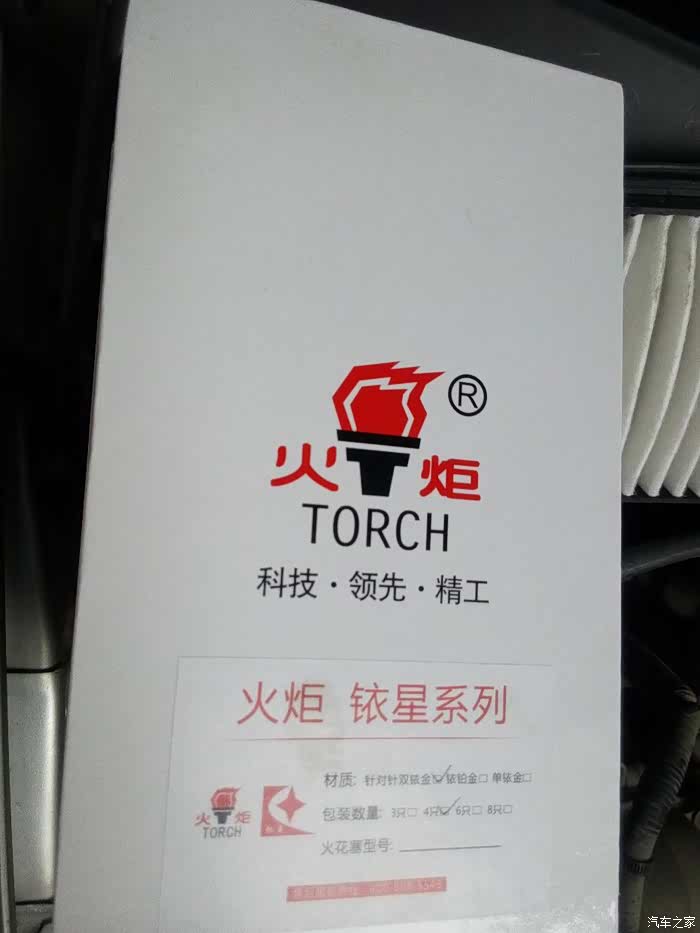 ®
火炬
TORCH
科技·领先·精工
火炬 铱星系列
材质: 针对针双铱金☑ 铱铂金□ 单铱金□
包装数量: 3只□ 4只☑ 6只□ 8只□
火炬
TORCH
火花塞型号:
汽车之家